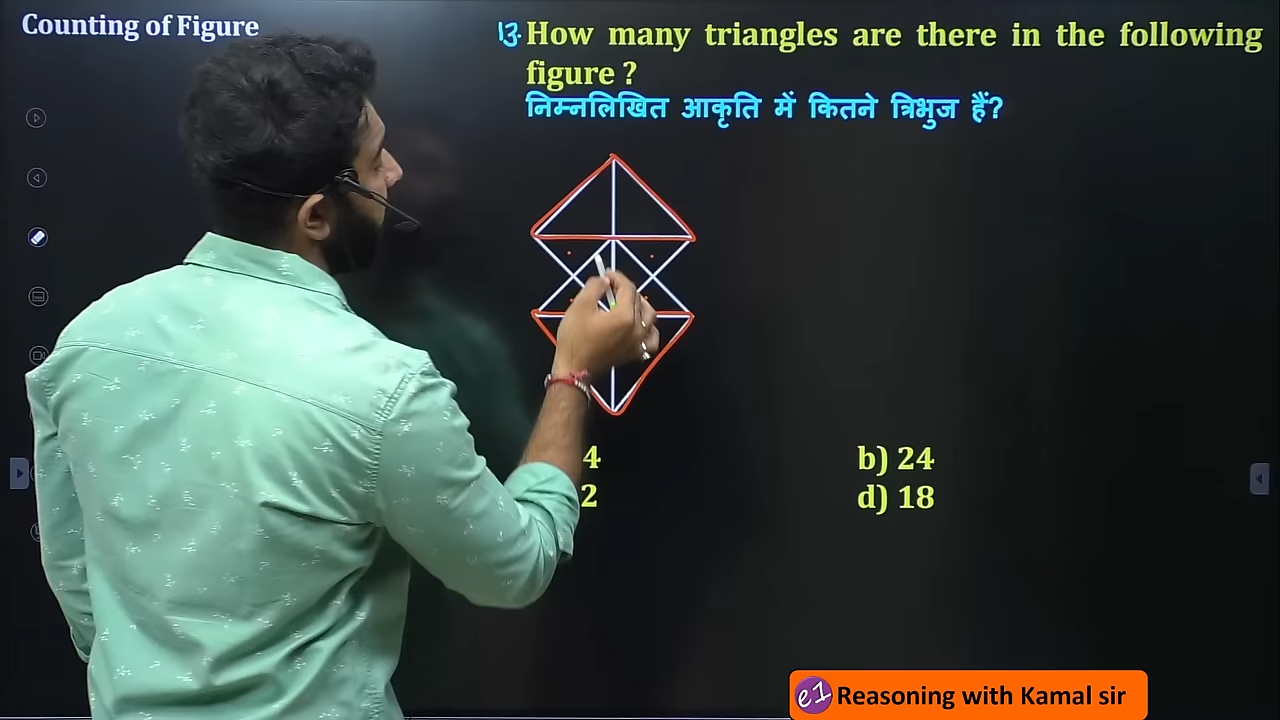 Counting of Figure
13. How many triangles are there in the following
figure ?
निम्नलिखित आकृति में कितने त्रिभुज हैं?
4
b) 24
2
d) 18
e1 Reasoning with Kamal sir